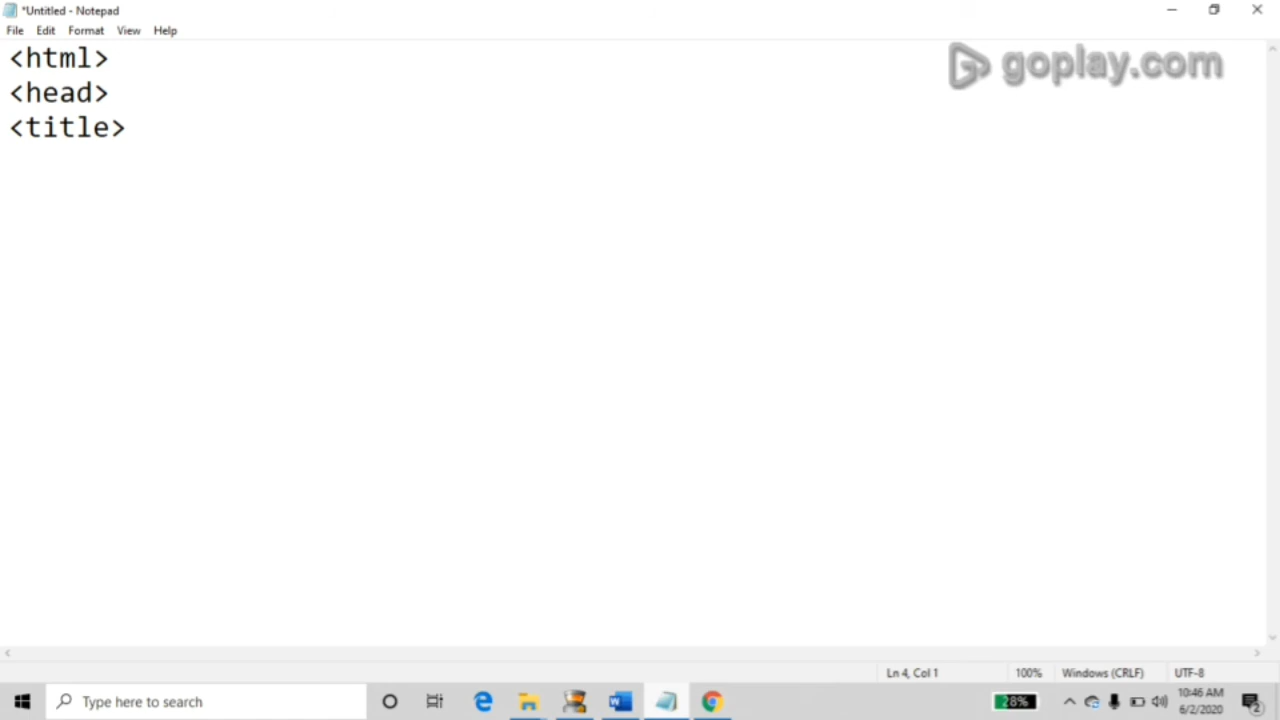 *Untitled - Notepad
File Edit Format View Help
<html>
goplay.com
<head>
<title>
Ln 4, Col 1 100% Windows (CRLF) UTF-8
Type here to search
28%
10:46 AM
6/2/2020
2